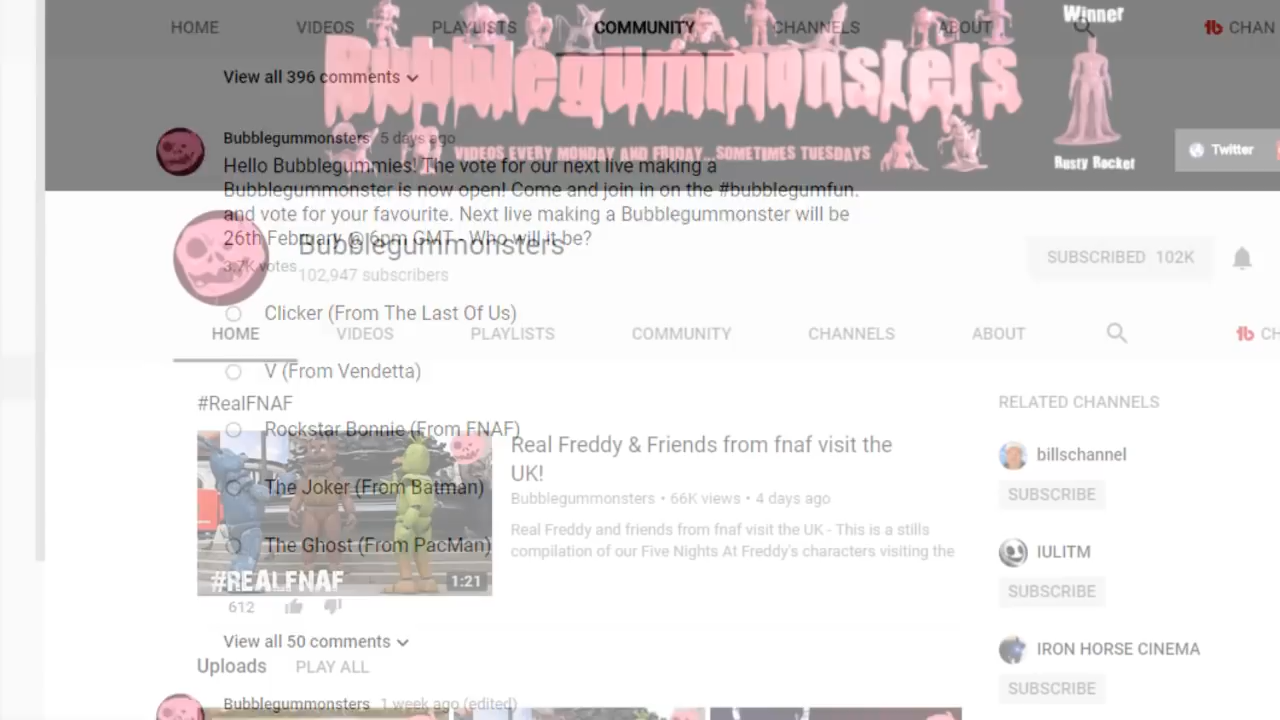 HOME VIDEOS PLAYLISTS COMMUNITY CHANNELS ABOUT CHAN
Winner
Bubblegummonsters
VIDEOS EVERY MONDAY AND FRIDAY...SOMETIMES TUESDAYS
Rusty Rocket
Twitter
View all 396 comments
Bubblegummonsters 5 days ago
Hello Bubblegummies! The vote for our next live making a
Bubblegummonster is now open! Come and join in on the #bubblegumfun.
and vote for your favourite. Next live making a Bubblegummonster will be
26th February @ 6pm GMT - Who will it be?
3.7K votes
Bubblegummonsters
102,947 subscribers
SUBSCRIBED 102K
Clicker (From The Last Of Us)
HOME VIDEOS PLAYLISTS COMMUNITY CHANNELS ABOUT CH
V (From Vendetta)
#RealFNAF
Rockstar Bonnie (From FNAF)
The Joker (From Batman)
The Ghost (From PacMan)
#REALFNAF
1:21
Real Freddy & Friends from fnaf visit the
UK!
Bubblegummonsters • 66K views • 4 days ago
Real Freddy and friends from fnaf visit the UK - This is a stills
compilation of our Five Nights At Freddy's characters visiting the
RELATED CHANNELS
billschannel
SUBSCRIBE
IULITM
SUBSCRIBE
IRON HORSE CINEMA
SUBSCRIBE
612
View all 50 comments
Uploads PLAY ALL
Bubblegummonsters 1 week ago (edited)